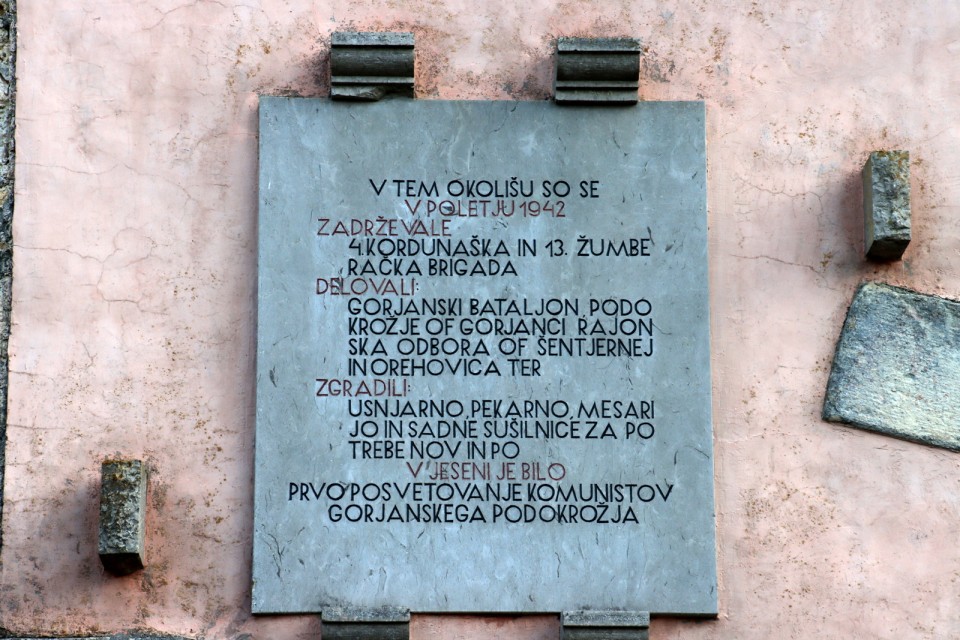 V TEM OKOLIŠU SO SE
V POLETJU 1942
ZADRŽEVALE
4. KORDUNAŠKA IN 13. ŽUMBE
RAČKA BRIGADA
DELOVALI:
GORJANSKI BATALJON, PODO
KROŽJE OF GORJANCI, RAJON
SKA ODBORA OF ŠENTJERNEJ
IN OREHOVICA TER
ZGRADILI:
USNJARNO, PEKARNO, MESARI
JO IN SADNE SUŠILNICE ZA PO
TREBE NOV IN PO
V JESENI JE BILO
PRVO POSVETOVANJE KOMUNISTOV
GORJANSKEGA PODOKROŽJA